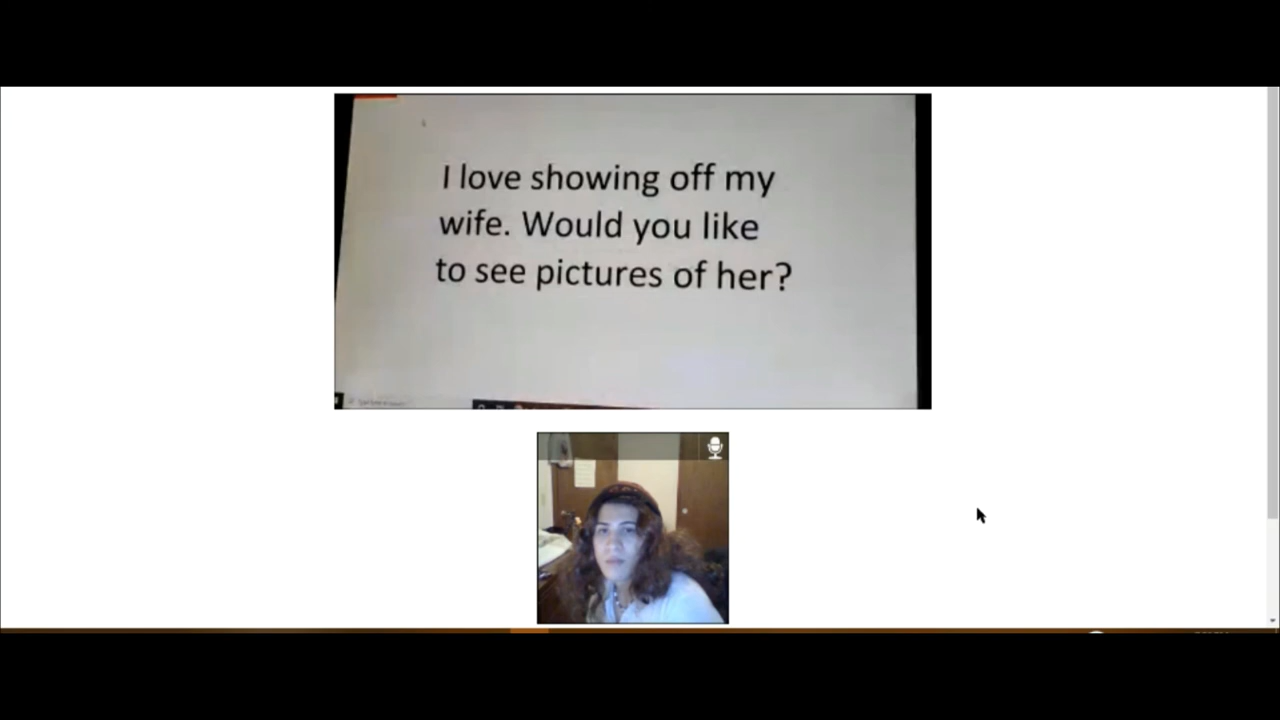 I love showing off my
wife. Would you like
to see pictures of her?